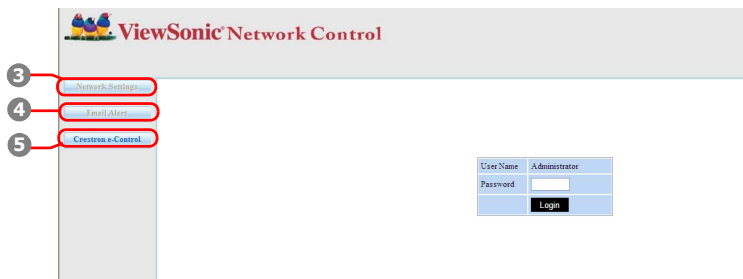 ViewSonic® Network Control
3
Network Settings
4
Email Alert
5
Crestron e-Control
User Name Administrator
Password
Login